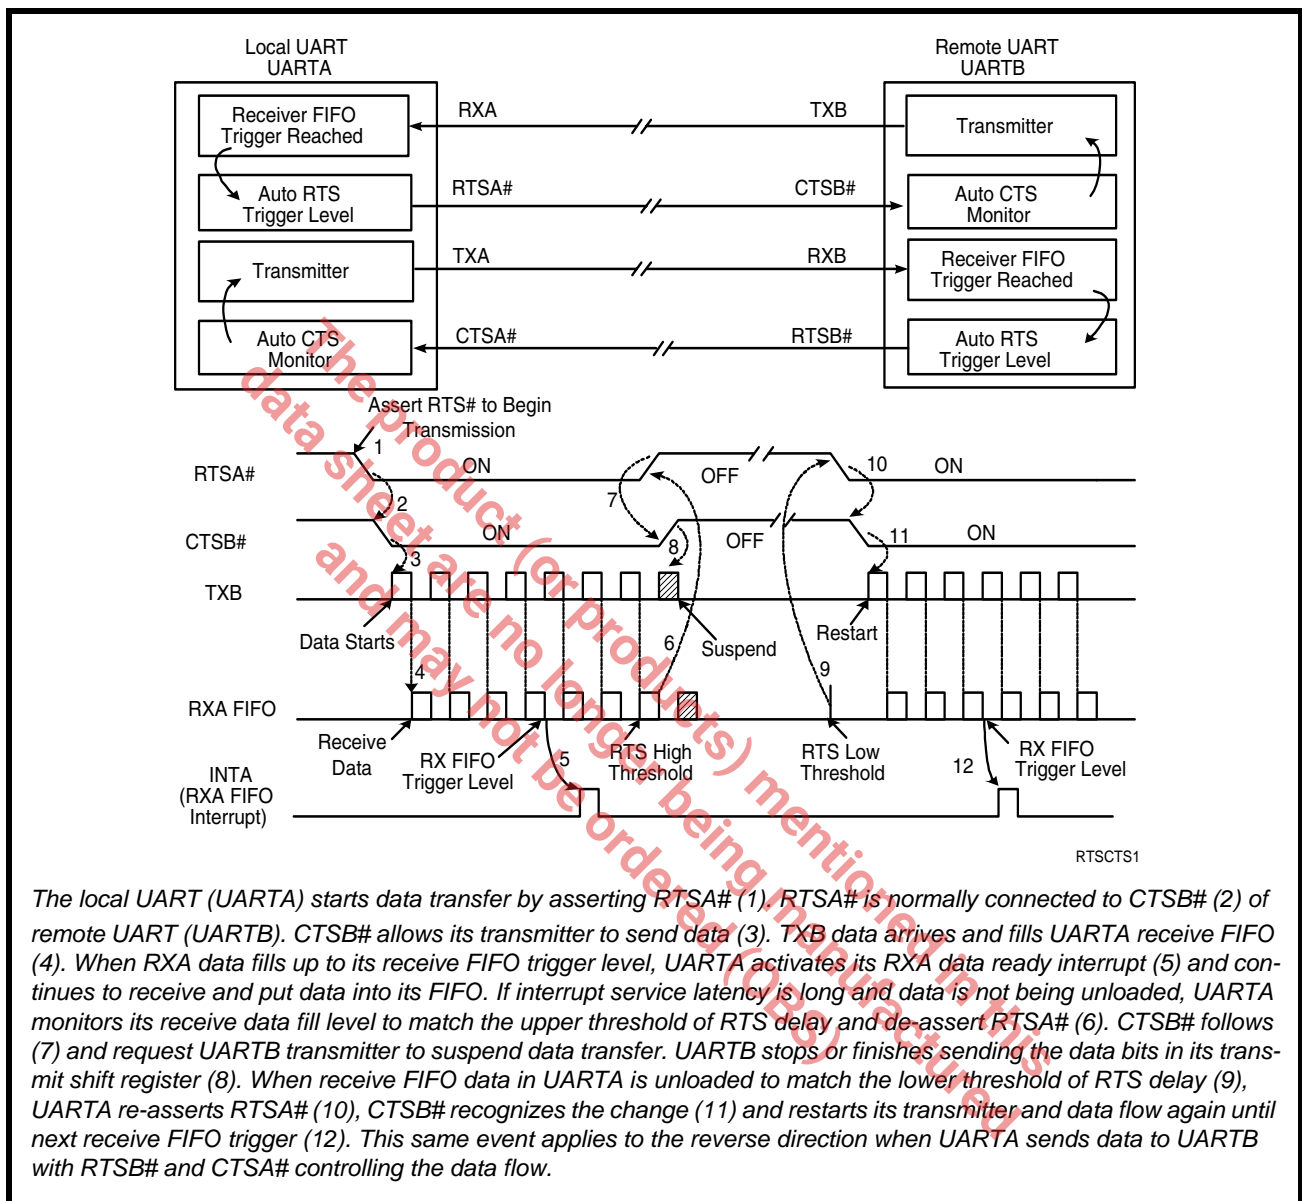 Local UART
UARTA
Remote UART
UARTB
Receiver FIFO
Trigger Reached
RXA
TXB
Transmitter
Auto RTS
Trigger Level
RTSA#
CTSB#
Auto CTS
Monitor
Transmitter
TXA
RXB
Receiver FIFO
Trigger Reached
Auto CTS
Monitor
CTSA#
RTSB#
Auto RTS
Trigger Level
Assert RTS# to Begin
Transmission
RTSA#
1
ON
7
OFF
10
ON
2
CTSB#
ON
8
OFF
11
ON
3
TXB
Data Starts
6
Suspend
Restart
4
9
RXA FIFO
Receive
Data
RX FIFO
Trigger Level
5
RTS High
Threshold
RTS Low
Threshold
12
RX FIFO
Trigger Level
INTA
(RXA FIFO
Interrupt)
RTSCTS1
The local UART (UARTA) starts data transfer by asserting RTSA# (1). RTSA# is normally connected to CTSB# (2) of
remote UART (UARTB). CTSB# allows its transmitter to send data (3). TXB data arrives and fills UARTA receive FIFO
(4). When RXA data fills up to its receive FIFO trigger level, UARTA activates its RXA data ready interrupt (5) and con-
tinues to receive and put data into its FIFO. If interrupt service latency is long and data is not being unloaded, UARTA
monitors its receive data fill level to match the upper threshold of RTS delay and de-assert RTSA# (6). CTSB# follows
(7) and request UARTB transmitter to suspend data transfer. UARTB stops or finishes sending the data bits in its trans-
mit shift register (8). When receive FIFO data in UARTA is unloaded to match the lower threshold of RTS delay (9),
UARTA re-asserts RTSA# (10), CTSB# recognizes the change (11) and restarts its transmitter and data flow again until
next receive FIFO trigger (12). This same event applies to the reverse direction when UARTA sends data to UARTB
with RTSB# and CTSA# controlling the data flow.
The product (or products) mentioned in this
data sheet are no longer being manufactured
and may not be ordered (OBS)